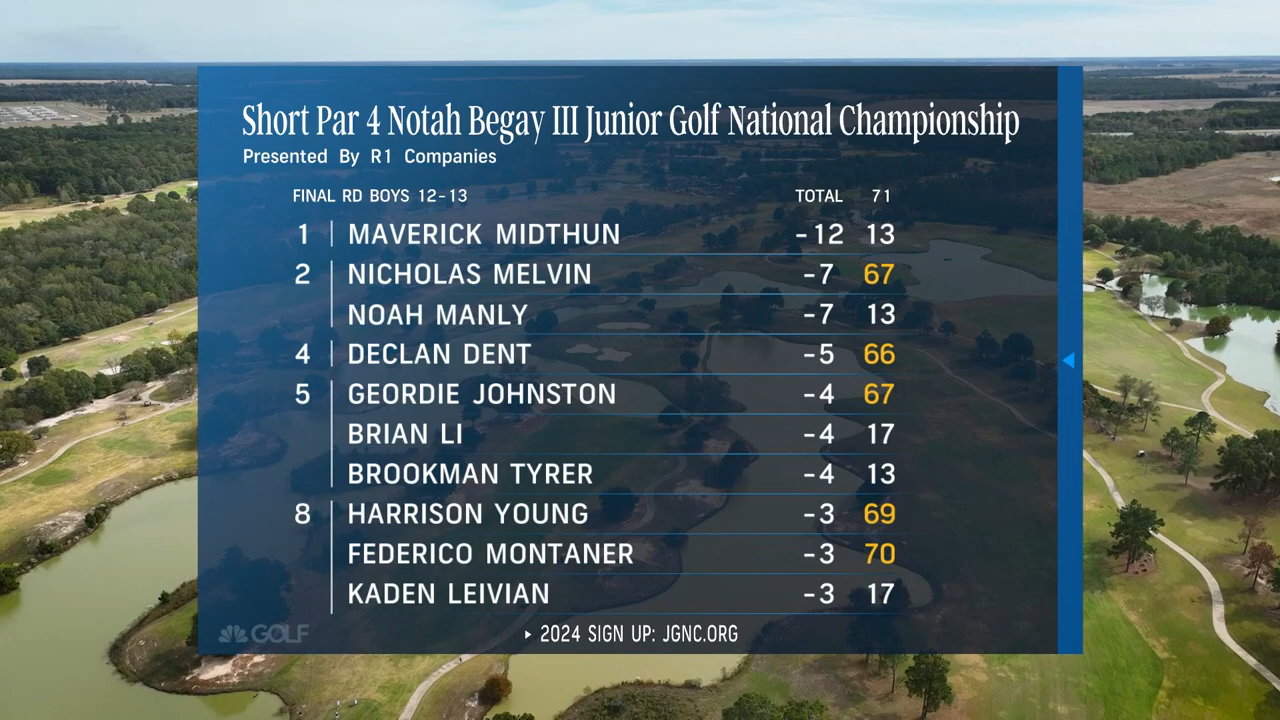 Short Par 4 Notah Begay III Junior Golf National Championship
Presented By R1 Companies
FINAL RD BOYS 12-13 TOTAL 71
1 MAVERICK MIDTHUN -12 13
2 NICHOLAS MELVIN -7 67
NOAH MANLY -7 13
4 DECLAN DENT -5 66
5 GEORDIE JOHNSTON -4 67
BRIAN LI -4 17
BROOKMAN TYRER -4 13
8 HARRISON YOUNG -3 69
FEDERICO MONTANER -3 70
KADEN LEIVIAN -3 17
GOLF
2024 SIGN UP: JGNC.ORG